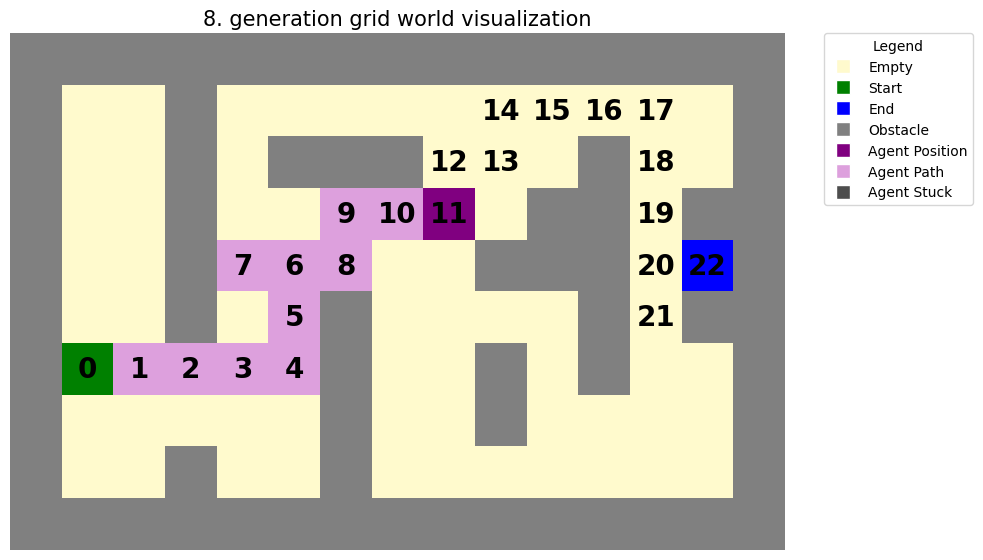 8. generation grid world visualization
14 15 16 17
12 13 18
9 10 11 19
7 6 8 20 22
5 21
0 1 2 3 4
Legend
Empty
Start
End
Obstacle
Agent Position
Agent Path
Agent Stuck